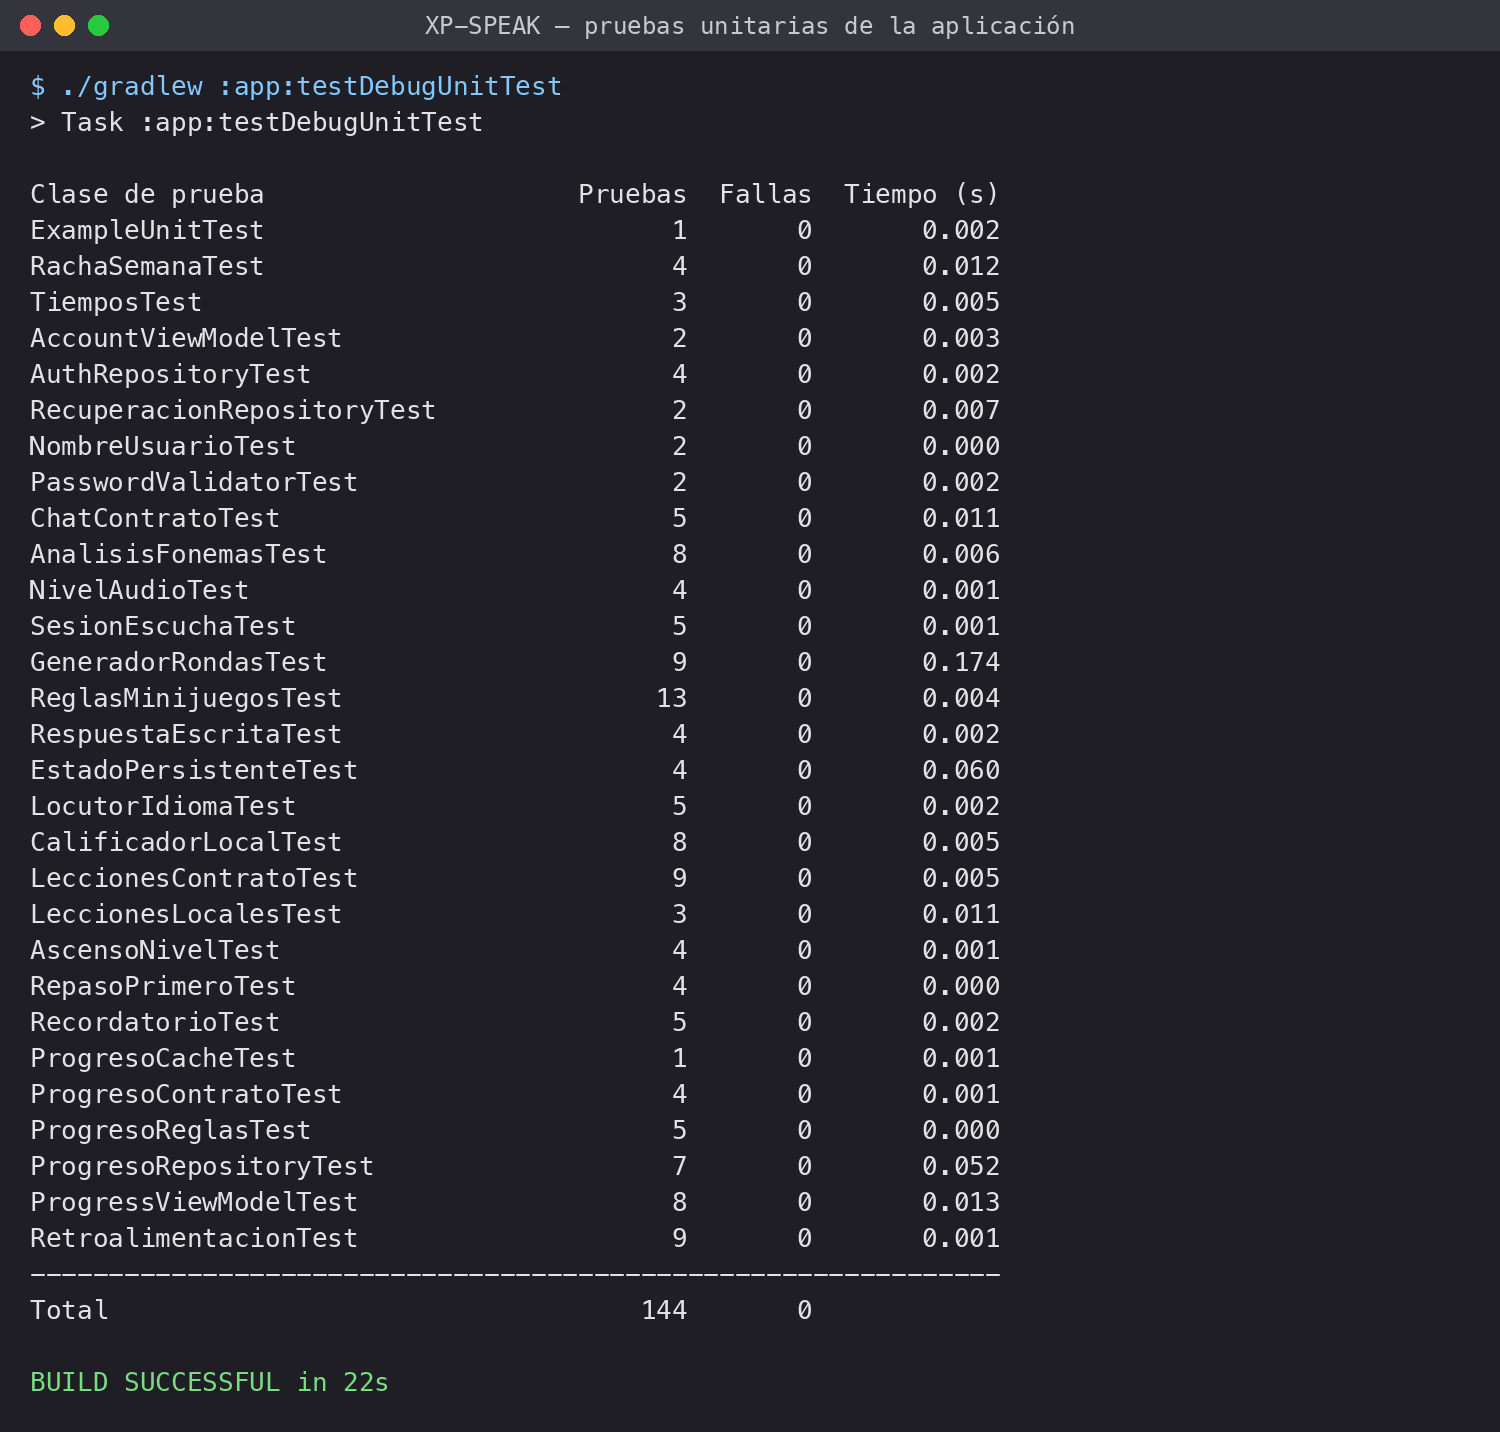 XP–SPEAK — pruebas unitarias de la aplicación
$ ./gradlew :app:testDebugUnitTest
> Task :app:testDebugUnitTest
Clase de prueba Pruebas Fallas Tiempo (s)
ExampleUnitTest 1 0 0.002
RachaSemanaTest 4 0 0.012
TiemposTest 3 0 0.005
AccountViewModelTest 2 0 0.003
AuthRepositoryTest 4 0 0.002
RecuperacionRepositoryTest 2 0 0.007
NombreUsuarioTest 2 0 0.000
PasswordValidatorTest 2 0 0.002
ChatContratoTest 5 0 0.011
AnalisisFonemasTest 8 0 0.006
NivelAudioTest 4 0 0.001
SesionEscuchaTest 5 0 0.001
GeneradorRondasTest 9 0 0.174
ReglasMinijuegosTest 13 0 0.004
RespuestaEscritaTest 4 0 0.002
EstadoPersistenteTest 4 0 0.060
LocutorIdiomaTest 5 0 0.002
CalificadorLocalTest 8 0 0.005
LeccionesContratoTest 9 0 0.005
LeccionesLocalesTest 3 0 0.011
AscensoNivelTest 4 0 0.001
RepasoPrimeroTest 4 0 0.000
RecordatorioTest 5 0 0.002
ProgresoCacheTest 1 0 0.001
ProgresoContratoTest 4 0 0.001
ProgresoReglasTest 5 0 0.000
ProgresoRepositoryTest 7 0 0.052
ProgressViewModelTest 8 0 0.013
RetroalimentacionTest 9 0 0.001
––––––––––––––––––––––––––––––––––––––––––––––––––––––––––––––
Total 144 0
BUILD SUCCESSFUL in 22s